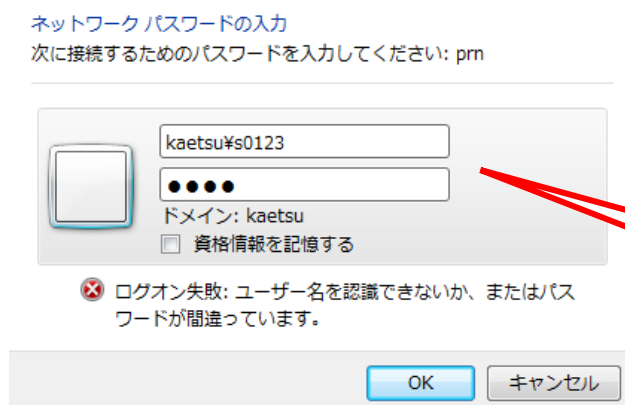 ネットワーク パスワードの入力
次に接続するためのパスワードを入力してください: prn
kaetsu¥s0123
●●●●
ドメイン: kaetsu
資格情報を記憶する
ログオン失敗: ユーザー名を認識できないか、またはパス
ワードが間違っています。
OK キャンセル